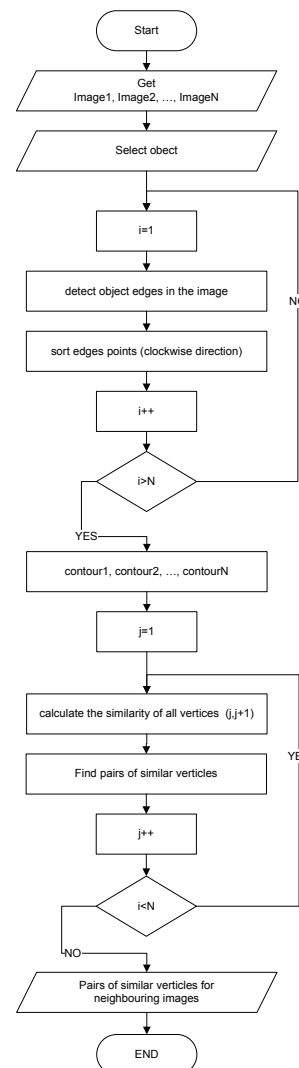 Start
Get
Image1, Image2, ..., ImageN
Select obect
i=1
detect object edges in the image
NO
sort edges points (clockwise direction)
i++
i>N
YES
contour1, contour2, ..., contourN
j=1
calculate the similarity of all vertices (j,j+1)
YE
Find pairs of similar verticles
j++
i<N
NO
Pairs of similar verticles for
neighbouring images
END